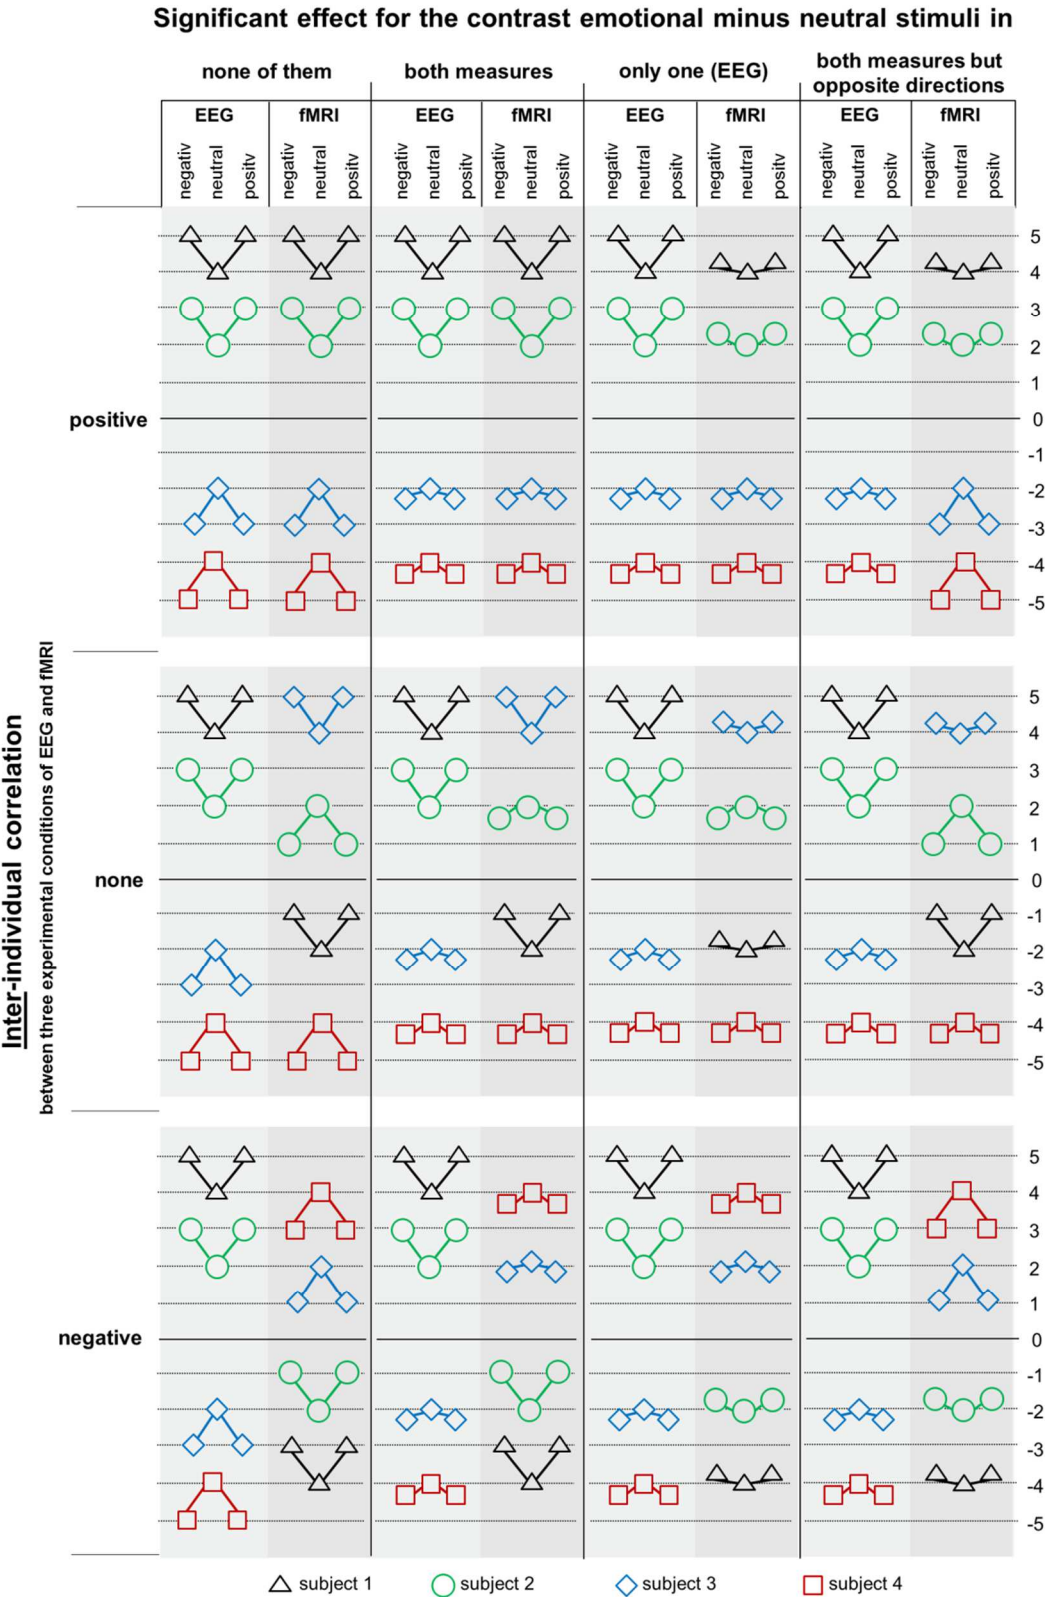 Significant effect for the contrast emotional minus neutral stimuli in
none of them
both measures
only one (EEG)
both measures but
opposite directions
EEG
fMRI
EEG
fMRI
EEG
fMRI
EEG
fMRI
negativ
neutral
positv
negativ
neutral
positv
negativ
neutral
positv
negativ
neutral
positv
negativ
neutral
positv
negativ
neutral
positv
negativ
neutral
positv
negativ
neutral
positv
Inter-individual correlation
between three experimental conditions of EEG and fMRI
positive
5
4
3
2
1
0
-1
-2
-3
-4
-5
none
5
4
3
2
1
0
-1
-2
-3
-4
-5
negative
5
4
3
2
1
0
-1
-2
-3
-4
-5
subject 1
subject 2
subject 3
subject 4